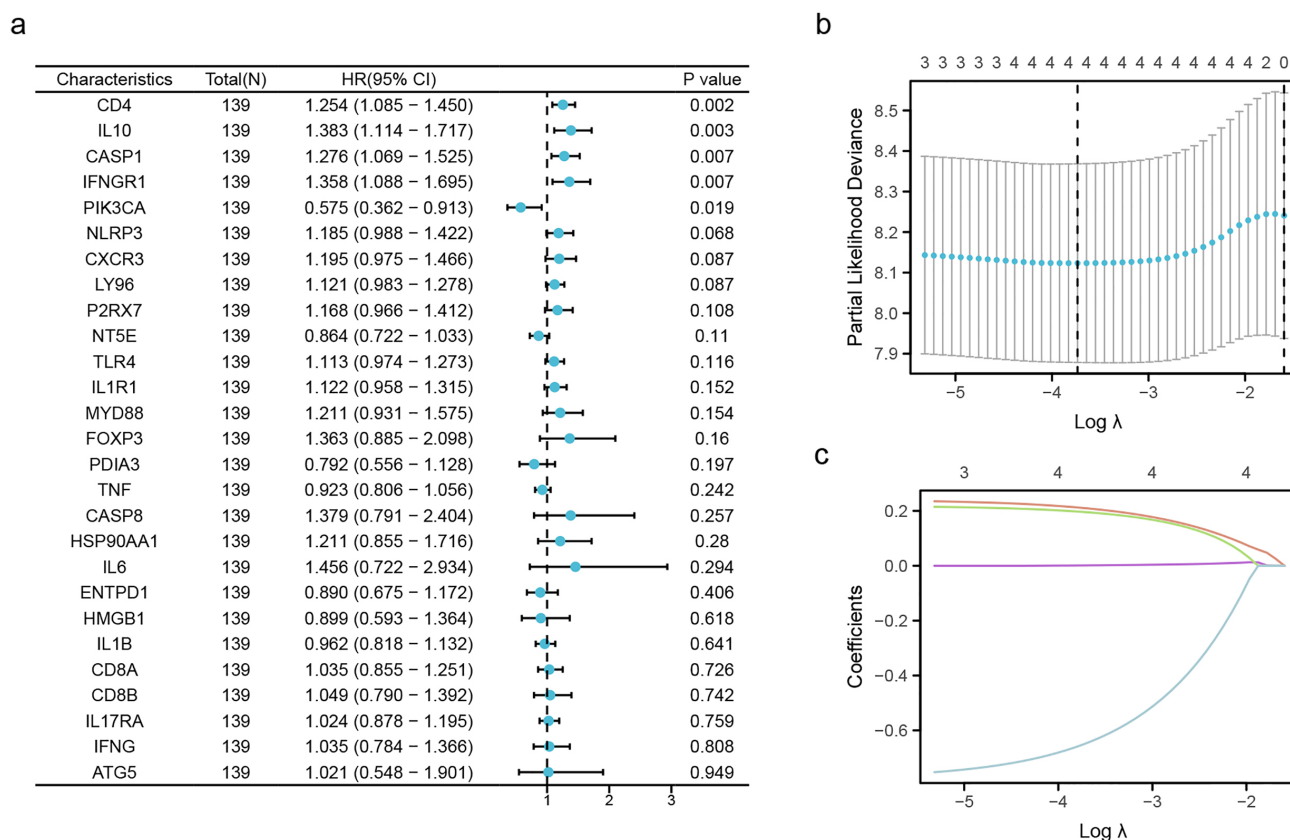 a
Characteristics Total(N) HR(95% CI) P value
CD4 139 1.254 (1.085 − 1.450) 0.002
IL10 139 1.383 (1.114 − 1.717) 0.003
CASP1 139 1.276 (1.069 − 1.525) 0.007
IFNGR1 139 1.358 (1.088 − 1.695) 0.007
PIK3CA 139 0.575 (0.362 − 0.913) 0.019
NLRP3 139 1.185 (0.988 − 1.422) 0.068
CXCR3 139 1.195 (0.975 − 1.466) 0.087
LY96 139 1.121 (0.983 − 1.278) 0.087
P2RX7 139 1.168 (0.966 − 1.412) 0.108
NT5E 139 0.864 (0.722 − 1.033) 0.11
TLR4 139 1.113 (0.974 − 1.273) 0.116
IL1R1 139 1.122 (0.958 − 1.315) 0.152
MYD88 139 1.211 (0.931 − 1.575) 0.154
FOXP3 139 1.363 (0.885 − 2.098) 0.16
PDIA3 139 0.792 (0.556 − 1.128) 0.197
TNF 139 0.923 (0.806 − 1.056) 0.242
CASP8 139 1.379 (0.791 − 2.404) 0.257
HSP90AA1 139 1.211 (0.855 − 1.716) 0.28
IL6 139 1.456 (0.722 − 2.934) 0.294
ENTPD1 139 0.890 (0.675 − 1.172) 0.406
HMGB1 139 0.899 (0.593 − 1.364) 0.618
IL1B 139 0.962 (0.818 − 1.132) 0.641
CD8A 139 1.035 (0.855 − 1.251) 0.726
CD8B 139 1.049 (0.790 − 1.392) 0.742
IL17RA 139 1.024 (0.878 − 1.195) 0.759
IFNG 139 1.035 (0.784 − 1.366) 0.808
ATG5 139 1.021 (0.548 − 1.901) 0.949
1 2 3
b
3 3 3 3 3 4 4 4 4 4 4 4 4 4 4 4 4 4 2 0
Partial Likelihood Deviance
8.5
8.4
8.3
8.2
8.1
8.0
7.9
−5 −4 −3 −2
Log λ
c
3 4 4 4
Coefficients
0.2
0.0
−0.2
−0.4
−0.6
−5 −4 −3 −2
Log λ